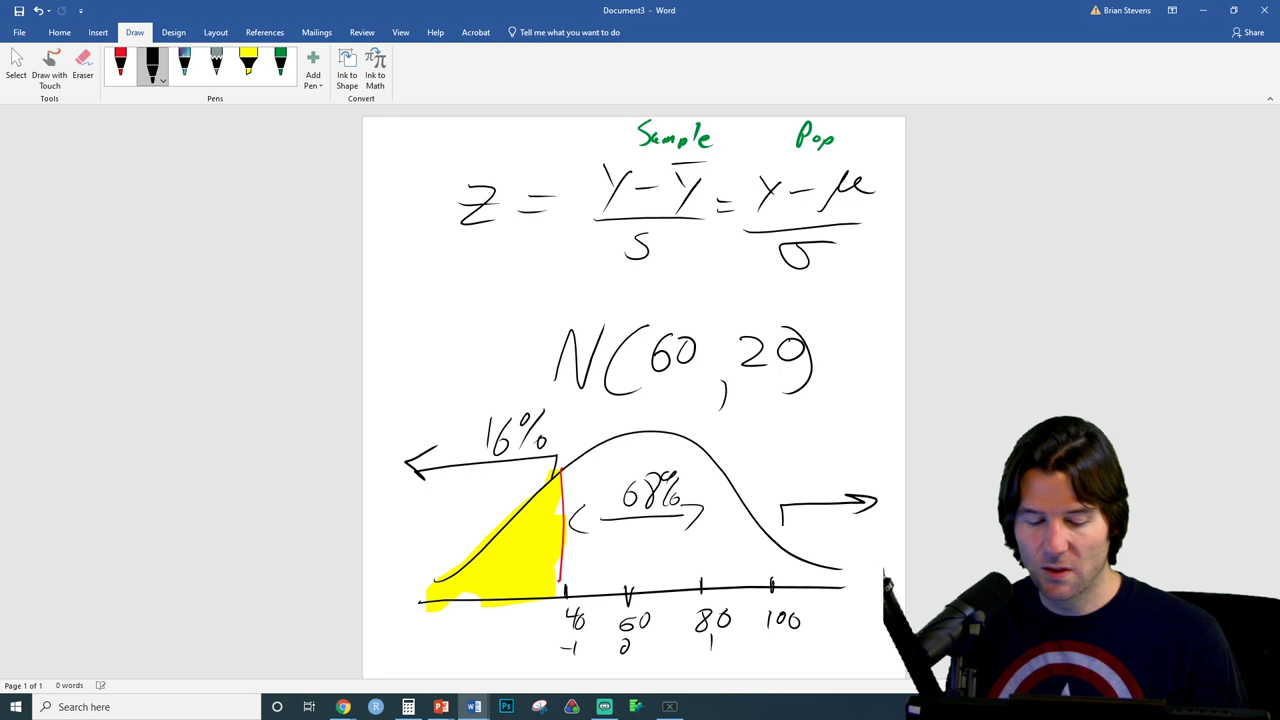 Document3 - Word
Brian Stevens
File Home Insert Draw Design Layout References Mailings Review View Help Acrobat Tell me what you want to do Share
Select Draw with Touch Eraser Add Pen Ink to Shape Ink to Math
Tools Pens Convert
Sample Pop
Z = Y - Y̅ / S = Y - μ / σ
N(60, 20)
16%
68%
40 60 80 100
-1 0 1
Page 1 of 1 0 words
Search here